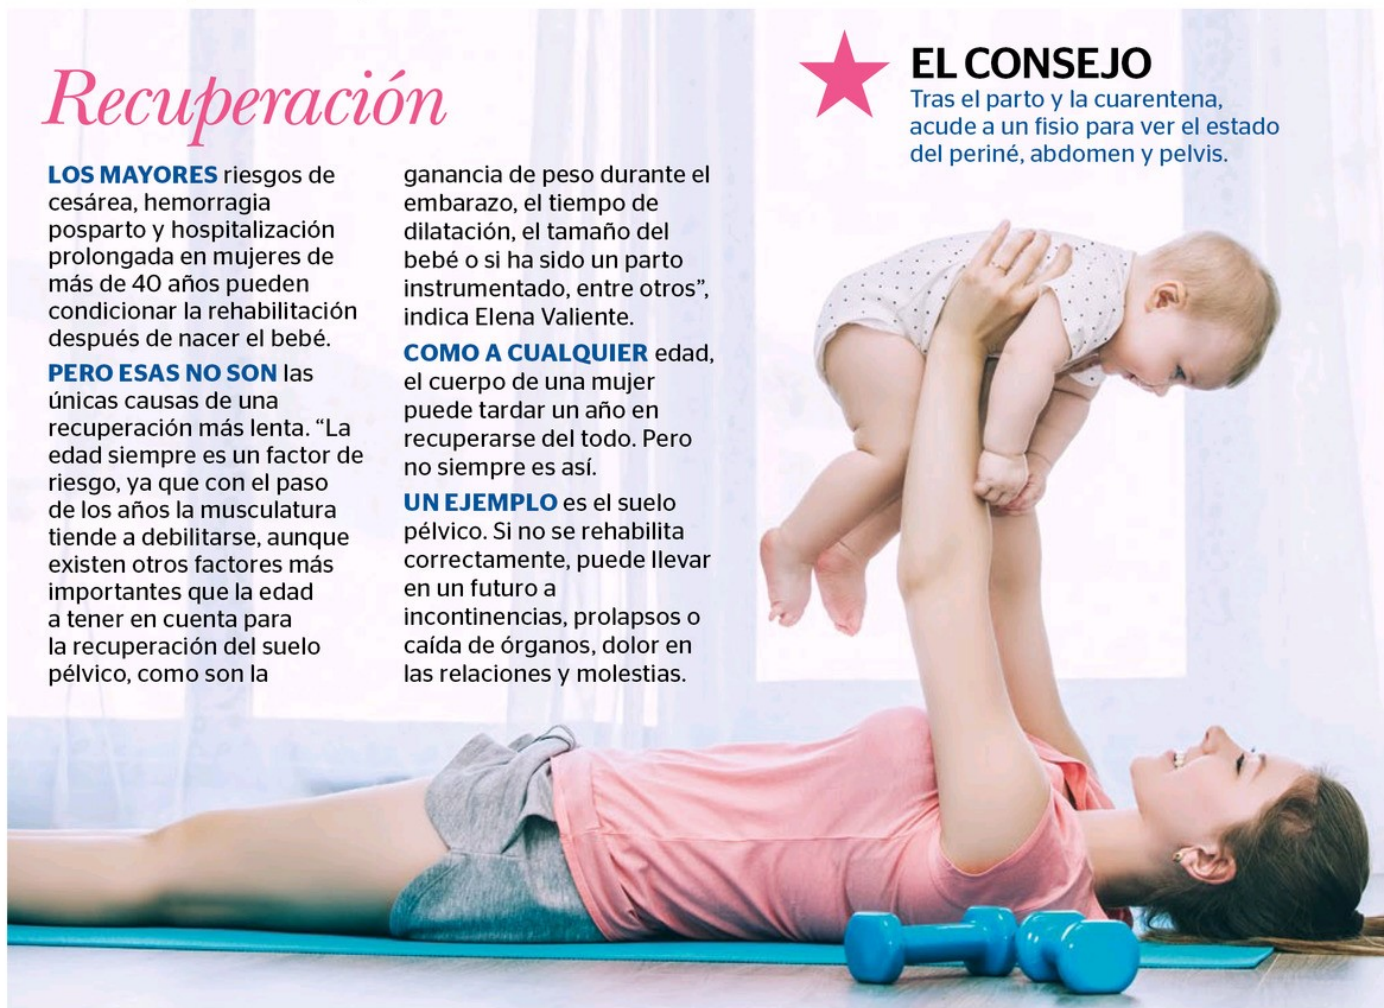 Recuperación
LOS MAYORES riesgos de
cesárea, hemorragia
posparto y hospitalización
prolongada en mujeres de
más de 40 años pueden
condicionar la rehabilitación
después de nacer el bebé.
PERO ESAS NO SON las
únicas causas de una
recuperación más lenta. “La
edad siempre es un factor de
riesgo, ya que con el paso
de los años la musculatura
tiende a debilitarse, aunque
existen otros factores más
importantes que la edad
a tener en cuenta para
la recuperación del suelo
pélvico, como son la
ganancia de peso durante el
embarazo, el tiempo de
dilatación, el tamaño del
bebé o si ha sido un parto
instrumentado, entre otros”,
indica Elena Valiente.
COMO A CUALQUIER edad,
el cuerpo de una mujer
puede tardar un año en
recuperarse del todo. Pero
no siempre es así.
UN EJEMPLO es el suelo
pélvico. Si no se rehabilita
correctamente, puede llevar
en un futuro a
incontinencias, prolapsos o
caída de órganos, dolor en
las relaciones y molestias.
EL CONSEJO
Tras el parto y la cuarentena,
acude a un fisio para ver el estado
del periné, abdomen y pelvis.